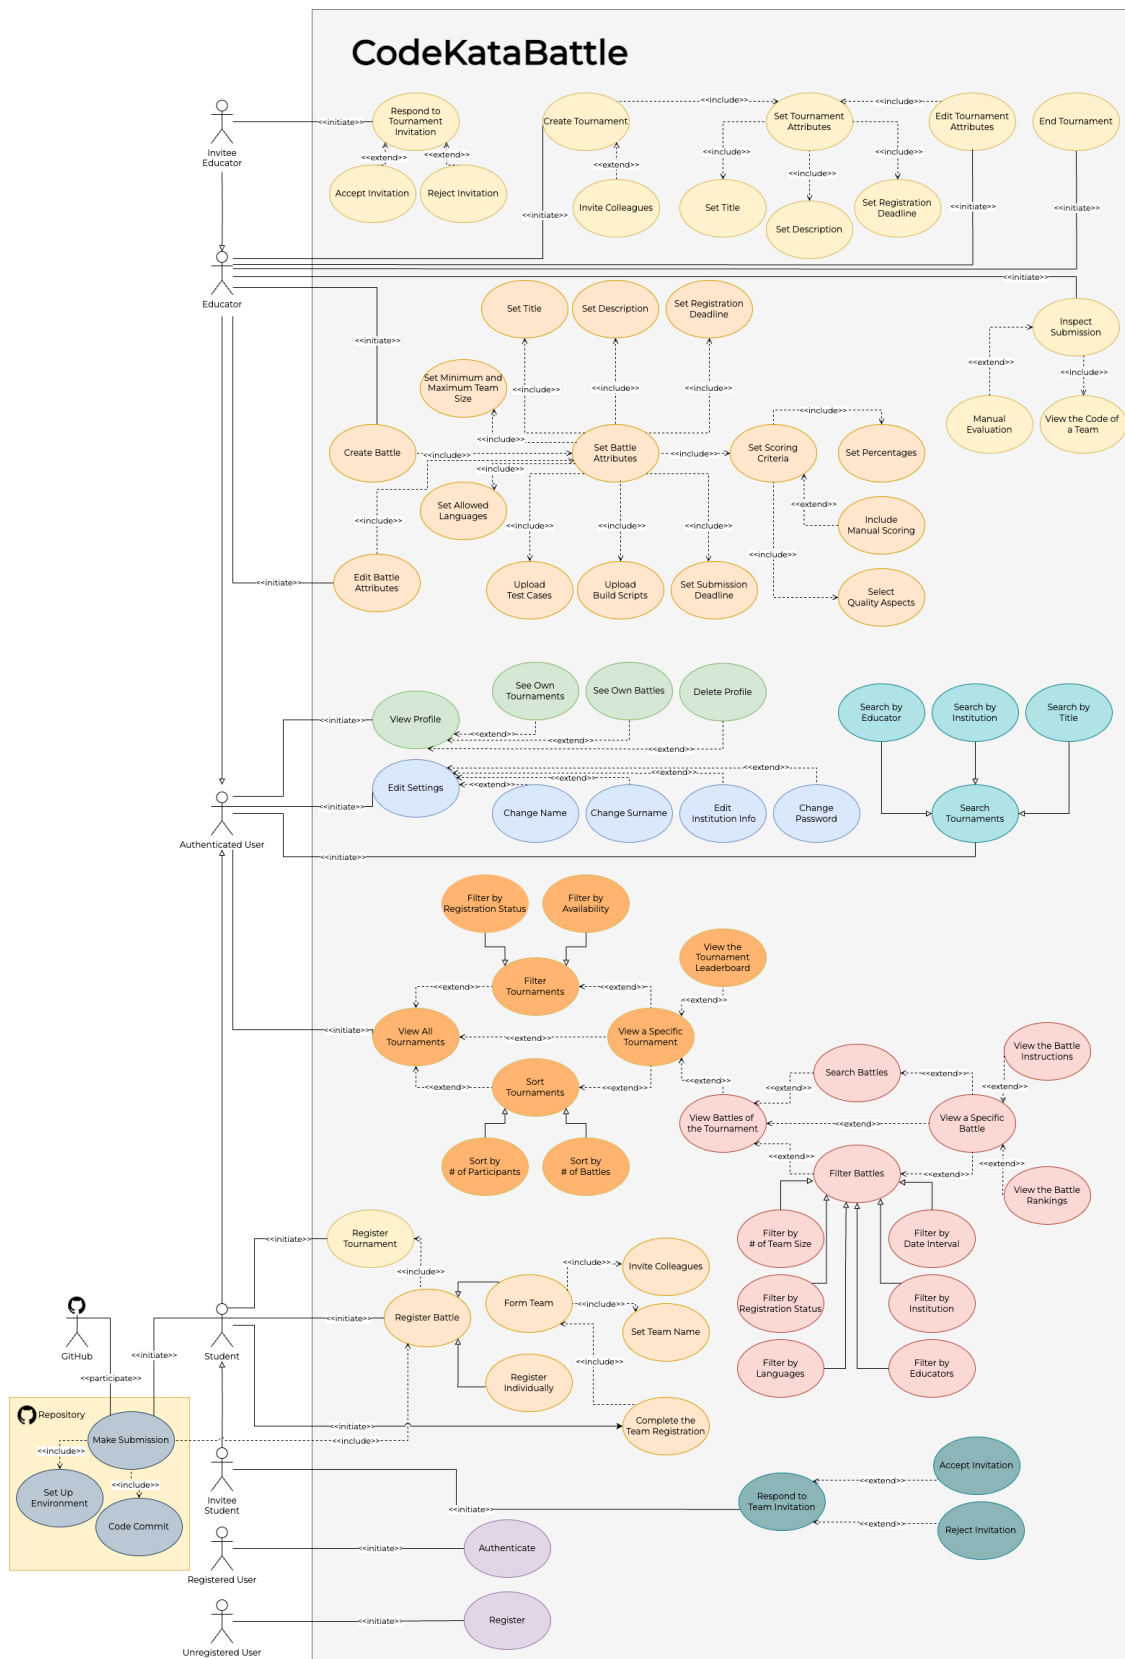 CodeKataBattle
Invitee
Educator
<<initiate>>
Respond to
Tournament
Invitation
<<extend>>
<<extend>>
Accept Invitation
Reject Invitation
Create Tournament
<<include>>
Set Tournament
Attributes
<<include>>
Edit Tournament
Attributes
End Tournament
<<extend>>
<<include>>
<<include>>
<<include>>
Invite Colleagues
Set Title
Set Description
Set Registration
Deadline
<<initiate>>
<<initiate>>
<<initiate>>
Educator
<<initiate>>
<<initiate>>
Set Title
Set Description
Set Registration
Deadline
Inspect
Submission
<<extend>>
<<include>>
Manual
Evaluation
View the Code of
a Team
Set Minimum and
Maximum Team
Size
<<include>>
<<include>>
<<include>>
<<include>>
<<include>>
Create Battle
<<include>>
Set Battle
Attributes
<<include>>
Set Scoring
Criteria
Set Percentages
<<include>>
Set Allowed
Languages
<<extend>>
Include
Manual Scoring
<<include>>
<<include>>
<<include>>
<<include>>
<<include>>
<<initiate>>
Edit Battle
Attributes
Upload
Test Cases
Upload
Build Scripts
Set Submission
Deadline
Select
Quality Aspects
<<initiate>>
View Profile
See Own
Tournaments
See Own Battles
Delete Profile
<<extend>>
<<extend>>
<<extend>>
Search by
Educator
Search by
Institution
Search by
Title
<<extend>>
<<extend>>
<<extend>>
<<extend>>
<<initiate>>
Edit Settings
Change Name
Change Surname
Edit
Institution Info
Change
Password
Search
Tournaments
Authenticated User
<<initiate>>
Filter by
Registration Status
Filter by
Availability
View the
Tournament
Leaderboard
Filter
Tournaments
<<extend>>
<<extend>>
<<extend>>
<<initiate>>
View All
Tournaments
<<extend>>
View a Specific
Tournament
<<extend>>
Sort
Tournaments
<<extend>>
<<extend>>
Sort by
# of Participants
Sort by
# of Battles
View the Battle
Instructions
Search Battles
<<extend>>
<<extend>>
<<extend>>
View Battles of
the Tournament
<<extend>>
View a Specific
Battle
<<extend>>
Filter Battles
<<extend>>
<<extend>>
View the Battle
Rankings
Filter by
# of Team Size
Filter by
Date Interval
Filter by
Registration Status
Filter by
Institution
Filter by
Languages
Filter by
Educators
<<initiate>>
Register
Tournament
<<include>>
<<include>>
Invite Colleagues
Form Team
<<include>>
Set Team Name
<<initiate>>
Register Battle
<<include>>
Register
Individually
Student
GitHub
<<initiate>>
<<participate>>
<<initiate>>
Complete the
Team Registration
<<include>>
Repository
Make Submission
<<include>>
<<include>>
Set Up
Environment
Code Commit
Invitee
Student
<<initiate>>
Respond to
Team Invitation
<<extend>>
Accept Invitation
<<extend>>
Reject Invitation
Registered User
<<initiate>>
Authenticate
Unregistered User
<<initiate>>
Register